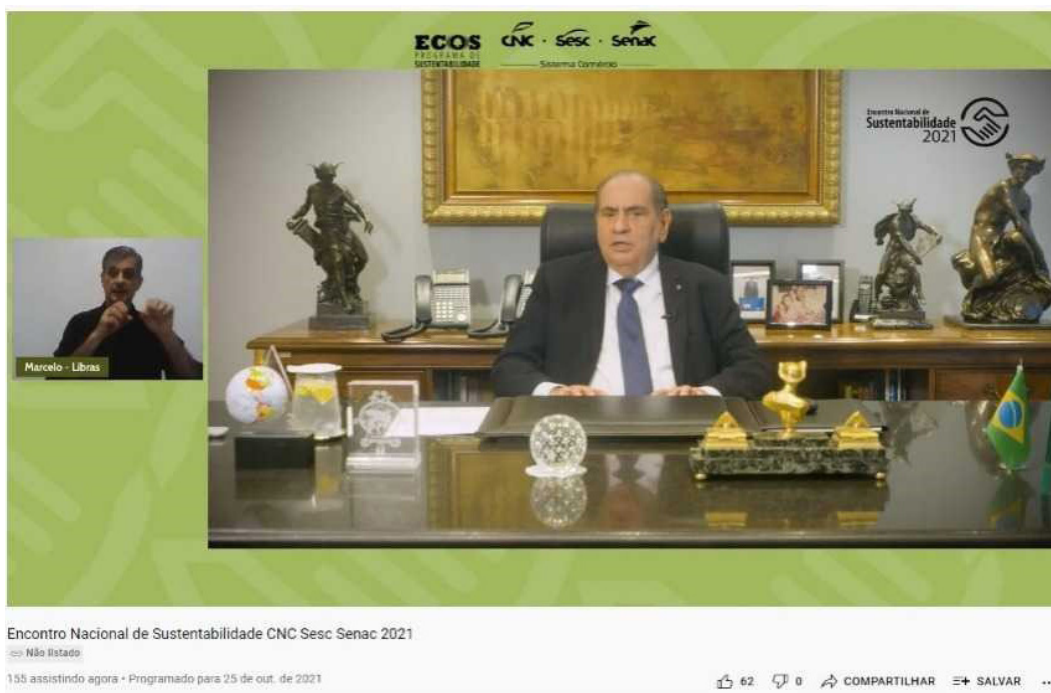 ECOS
PROGRAMA DE
SUSTENTABILIDADE
CNC · Sesc · Senac
Sistema Comércio
Encontro Nacional de
Sustentabilidade
2021
Marcelo - Libras
Encontro Nacional de Sustentabilidade CNC Sesc Senac 2021
Não listado
155 assistindo agora • Programado para 25 de out. de 2021
62 0 COMPARTILHAR SALVAR ...